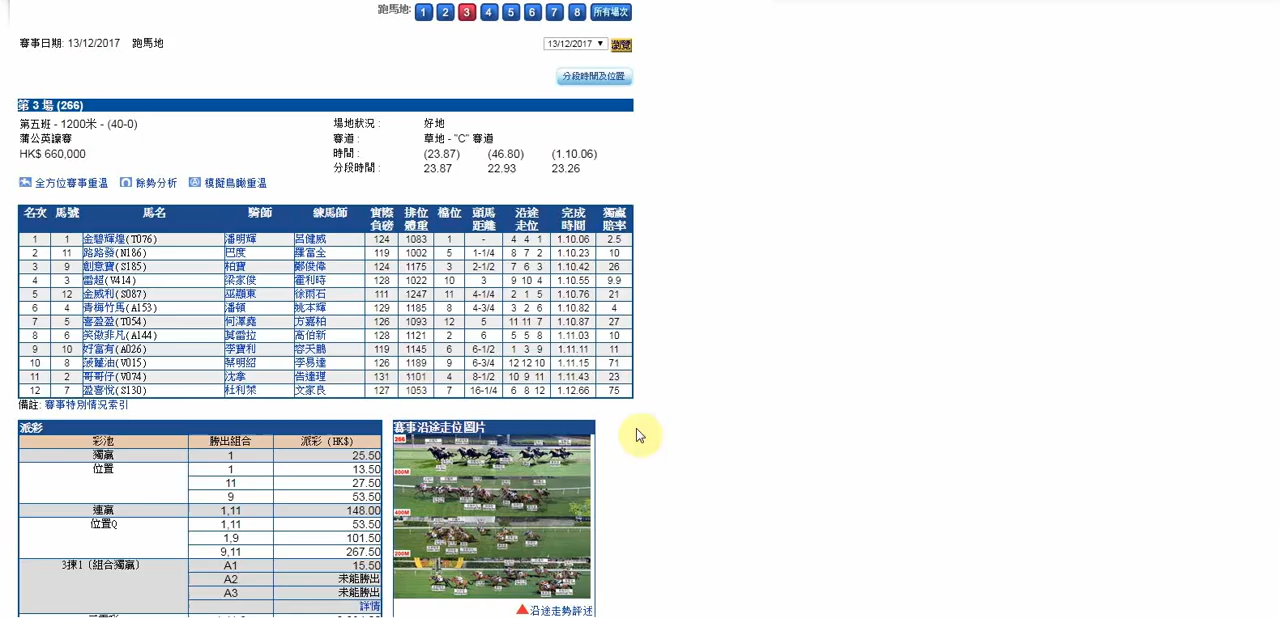 跑馬地: 1 2 3 4 5 6 7 8 所有場次
賽事日期: 13/12/2017 跑馬地 13/12/2017 瀏覽
分段時間及位置
第 3 場 (266)
第五班 - 1200米 - (40-0) 場地狀況 : 好地
蒲公英讓賽 賽道 : 草地 - "C" 賽道
HK$ 660,000 時間 : (23.87) (46.80) (1.10.06)
分段時間 : 23.87 22.93 23.26
全方位賽事重溫 餘勢分析 模擬鳥瞰重溫
名次 馬號 馬名 騎師 練馬師 實際負磅 排位體重 檔位 頭馬距離 沿途走位 完成時間 獨贏賠率
1 1 金碧輝煌(T076) 潘明輝 呂健威 124 1083 1 - 4 4 1 1.10.06 2.5
2 11 路路發(N186) 巴度 羅富全 119 1002 5 1-1/4 8 7 2 1.10.23 10
3 9 創意寶(S185) 柏寶 鄭俊偉 124 1175 3 2-1/2 7 6 3 1.10.42 26
4 3 雷超(V414) 梁家俊 霍利時 128 1022 10 3 9 10 4 1.10.55 9.9
5 12 金威利(S087) 巫顯東 徐雨石 111 1247 11 4-1/4 2 1 5 1.10.76 21
6 4 青梅竹馬(A153) 潘頓 姚本輝 129 1185 8 4-3/4 3 2 6 1.10.82 4
7 5 喜盈盈(T054) 何澤堯 方嘉柏 126 1093 12 5 11 11 7 1.10.87 27
8 6 笑傲非凡(A144) 莫雷拉 高伯新 128 1121 2 6 5 5 8 1.11.03 10
9 10 好富有(A026) 李寶利 容天鵬 119 1145 6 6-1/2 1 3 9 1.11.11 11
10 8 菠蘿油(V015) 蔡明紹 李易達 126 1189 9 6-3/4 12 12 10 1.11.15 71
11 2 哥哥仔(V074) 沈拿 告達理 131 1101 4 8-1/2 10 9 11 1.11.43 23
12 7 盈喜悅(S130) 杜利萊 文家良 127 1053 7 16-1/4 6 8 12 1.12.66 75
備註: 賽事特別情況索引
派彩 賽事沿途走位圖片
彩池 勝出組合 派彩 (HK$)
獨贏 1 25.50
位置 1 13.50
11 27.50
9 53.50
連贏 1,11 148.00
位置Q 1,11 53.50
1,9 101.50
9,11 267.50
3揀1 (組合獨贏) A1 15.50
A2 未能勝出
A3 未能勝出
詳情
266
800M
400M
200M
沿途走勢評述